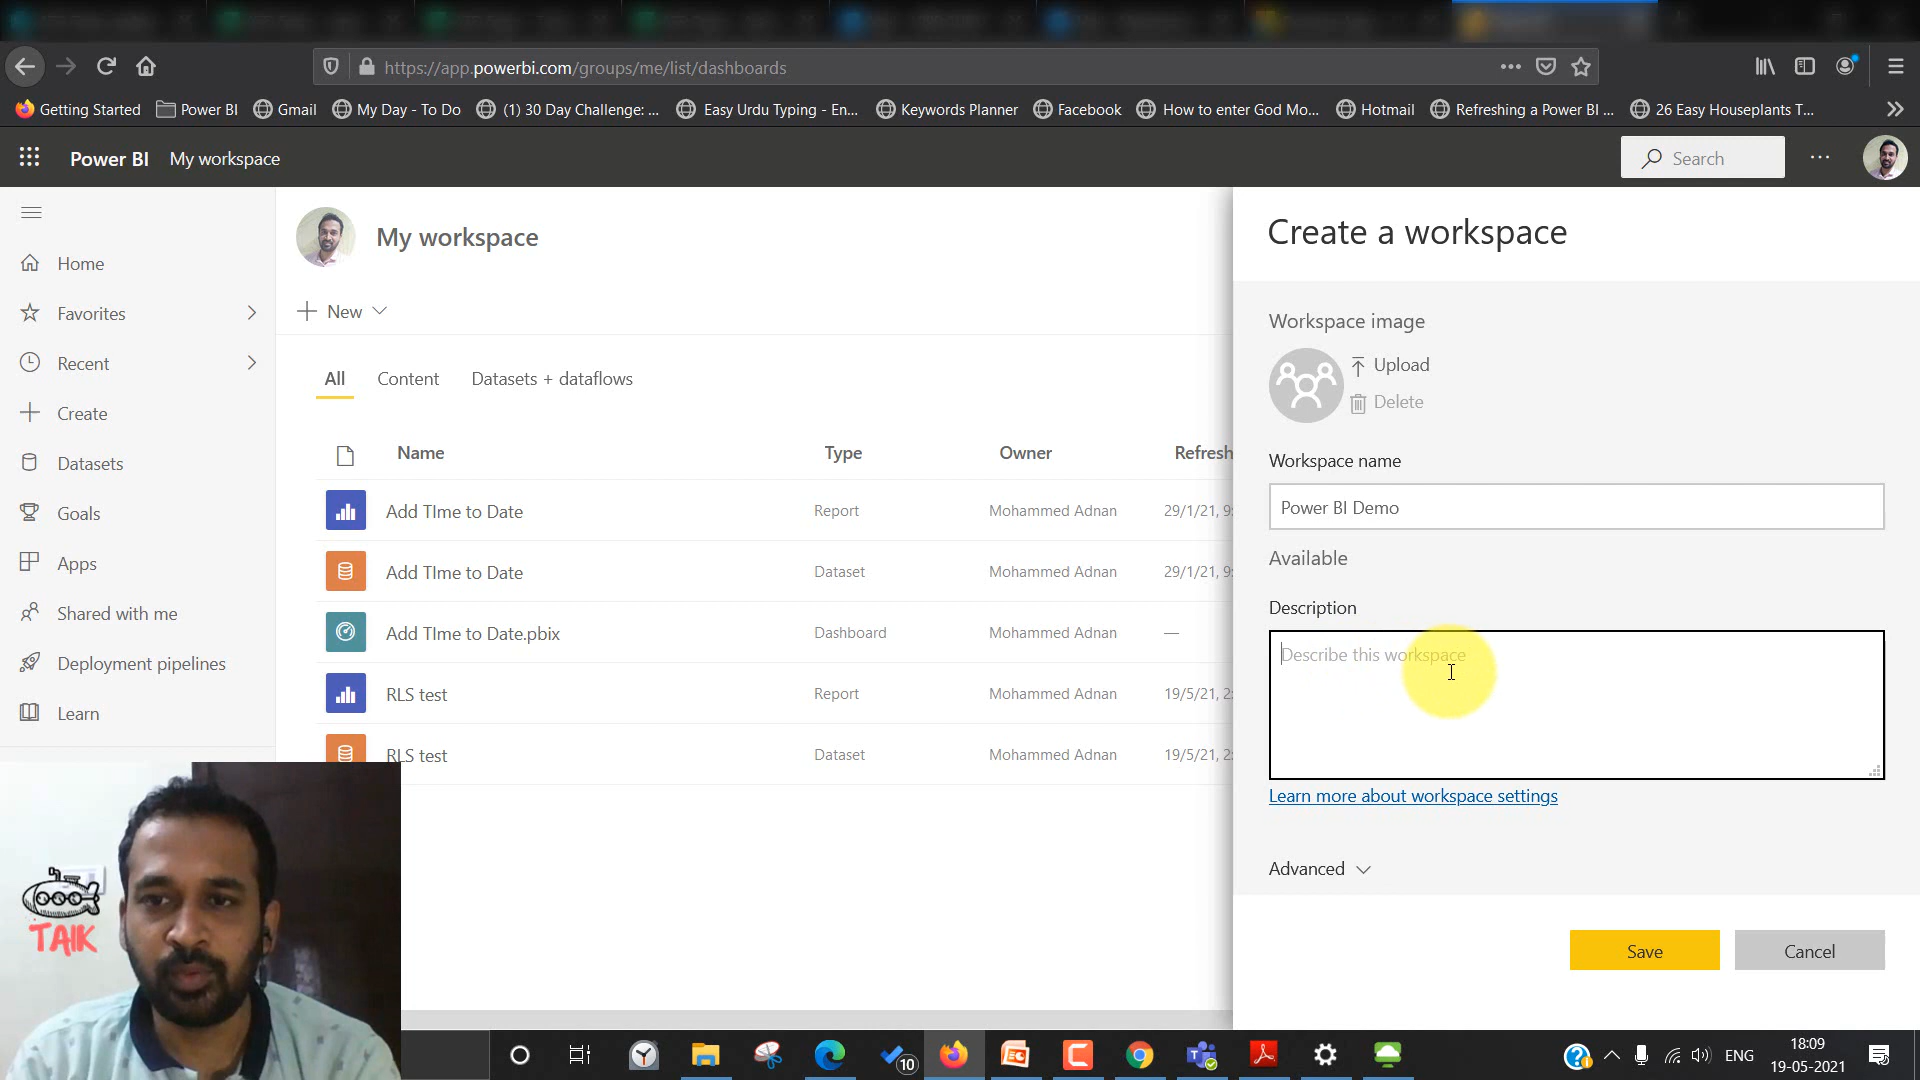 https://app.powerbi.com/groups/me/list/dashboards
Getting Started
Power BI
Gmail
My Day - To Do
(1) 30 Day Challenge: ...
Easy Urdu Typing - En...
Keywords Planner
Facebook
How to enter God Mo...
Hotmail
Refreshing a Power BI ...
26 Easy Houseplants T...
Power BI
My workspace
Search
Home
Favorites
Recent
Create
Datasets
Goals
Apps
Shared with me
Deployment pipelines
Learn
My workspace
New
All
Content
Datasets + dataflows
Name Type Owner Refresh
Add TIme to Date Report Mohammed Adnan 29/1/21, 9:
Add TIme to Date Dataset Mohammed Adnan 29/1/21, 9:
Add TIme to Date.pbix Dashboard Mohammed Adnan —
RLS test Report Mohammed Adnan 19/5/21, 2:
RLS test Dataset Mohammed Adnan 19/5/21, 2:
Create a workspace
Workspace image
Upload
Delete
Workspace name
Power BI Demo
Available
Description
Describe this workspace
Learn more about workspace settings
Advanced
Save
Cancel
TAIK
10
ENG
18:09
19-05-2021